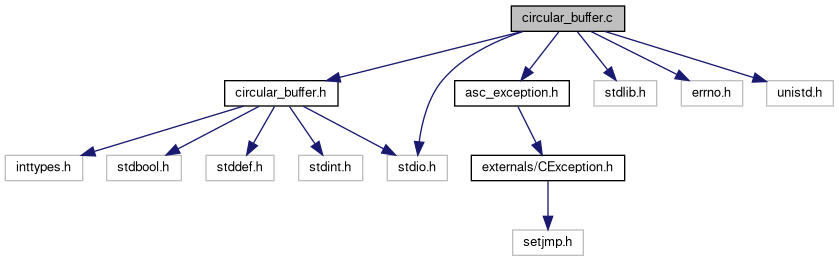 circular_buffer.c
circular_buffer.h
asc_exception.h
stdlib.h
errno.h
unistd.h
inttypes.h
stdbool.h
stddef.h
stdint.h
stdio.h
externals/CException.h
setjmp.h